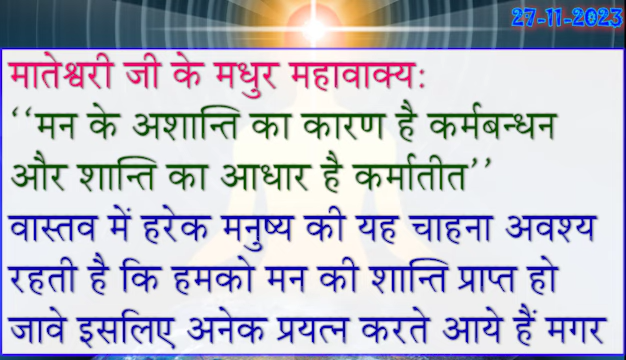 27-11-2023
मातेश्वरी जी के मधुर महावाक्य:
‘‘मन के अशान्ति का कारण है कर्मबन्धन
और शान्ति का आधार है कर्मातीत’’
वास्तव में हरेक मनुष्य की यह चाहना अवश्य
रहती है कि हमको मन की शान्ति प्राप्त हो
जावे इसलिए अनेक प्रयत्न करते आये हैं मगर